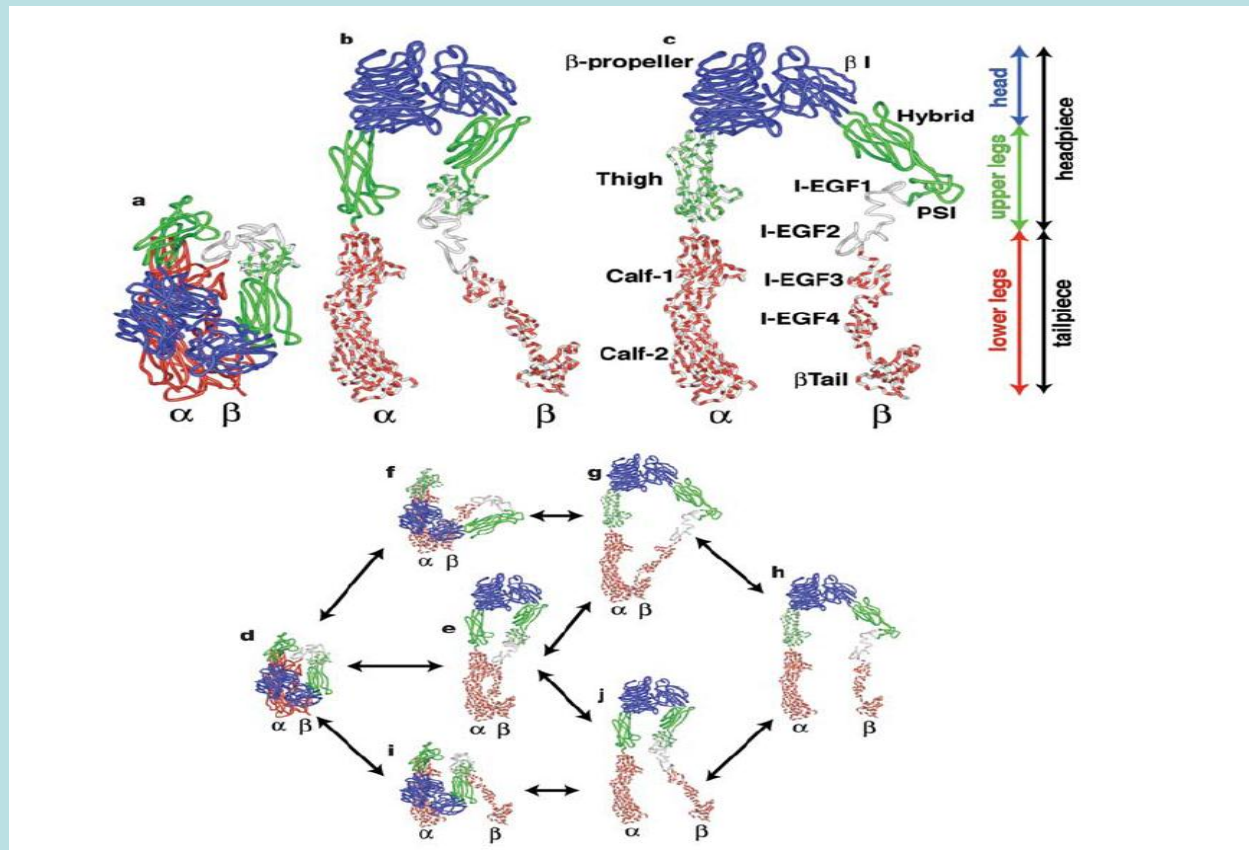 b
c
β-propeller
β I
Hybrid
a
Thigh
I-EGF1
PSI
I-EGF2
Calf-1
I-EGF3
I-EGF4
Calf-2
βTail
α β
α
β
α
β
head
upper legs
lower legs
headpiece
tailpiece
f
g
α β
α β
h
d
e
α β
α β
j
α
β
i
α
β
α
β